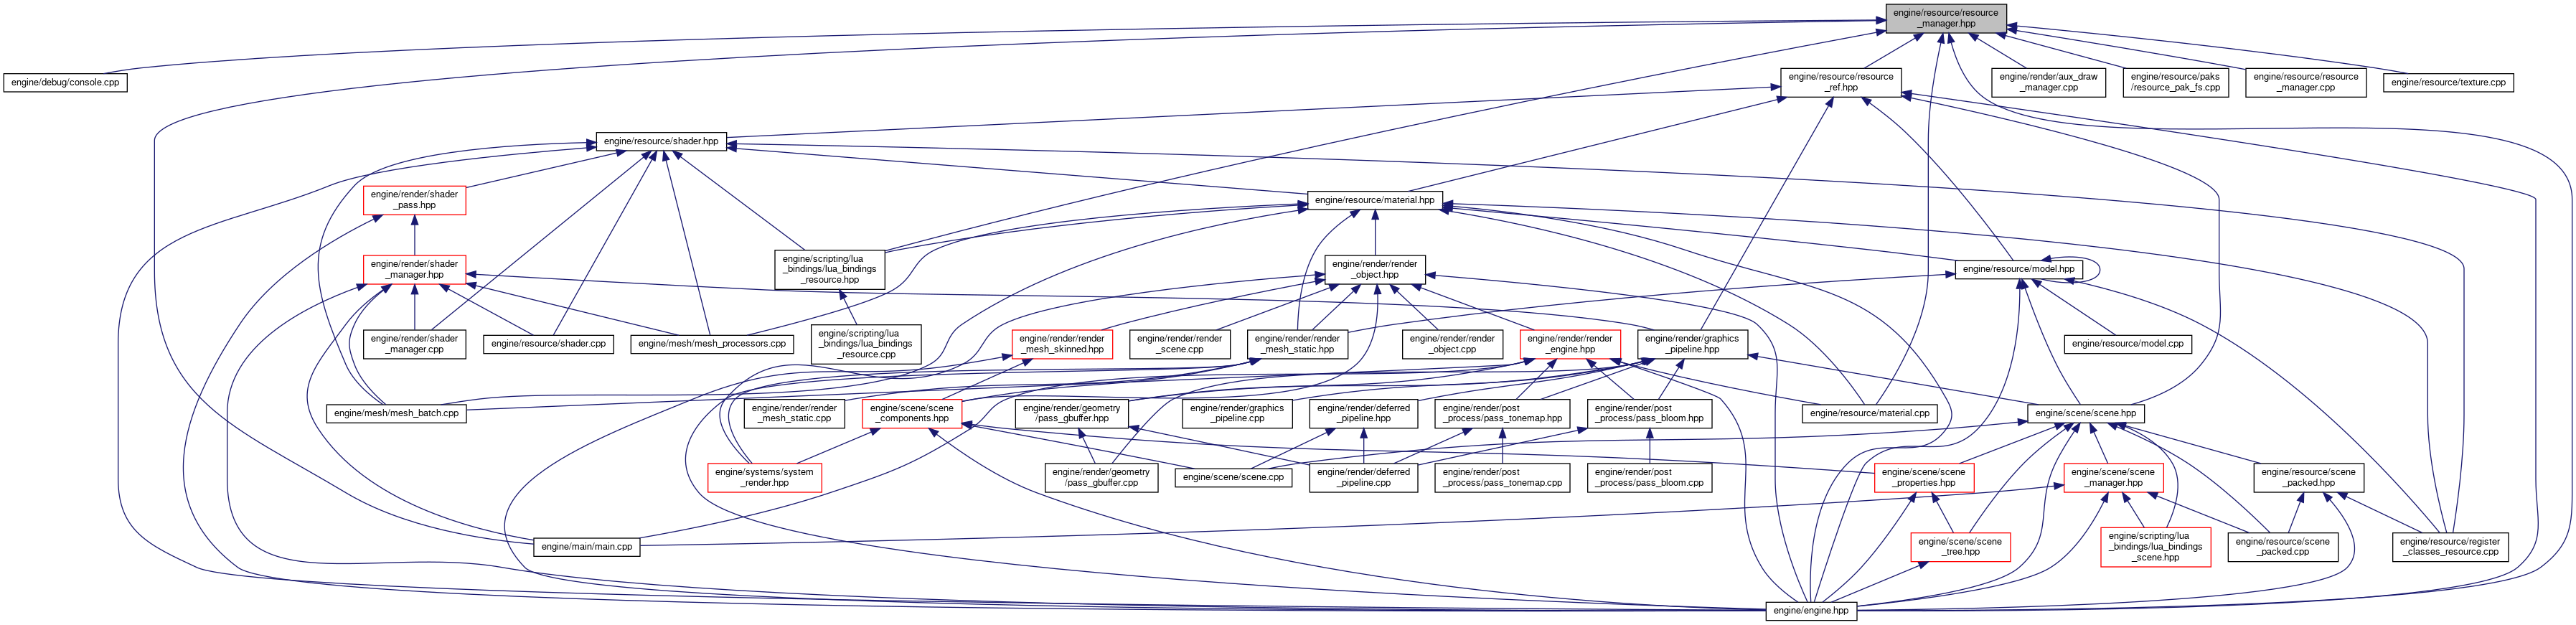 engine/resource/resource
_manager.hpp
engine/debug/console.cpp
engine/resource/resource
_ref.hpp
engine/render/aux_draw
_manager.cpp
engine/resource/paks
/resource_pak_fs.cpp
engine/resource/resource
_manager.cpp
engine/resource/texture.cpp
engine/resource/shader.hpp
engine/render/shader
_pass.hpp
engine/resource/material.hpp
engine/render/shader
_manager.hpp
engine/scripting/lua
_bindings/lua_bindings
_resource.hpp
engine/render/render
_object.hpp
engine/resource/model.hpp
engine/render/shader
_manager.cpp
engine/resource/shader.cpp
engine/mesh/mesh_processors.cpp
engine/scripting/lua
_bindings/lua_bindings
_resource.cpp
engine/render/render
_mesh_skinned.hpp
engine/render/render
_scene.cpp
engine/render/render
_mesh_static.hpp
engine/render/render
_object.cpp
engine/render/render
_engine.hpp
engine/render/graphics
_pipeline.hpp
engine/resource/model.cpp
engine/mesh/mesh_batch.cpp
engine/render/render
_mesh_static.cpp
engine/scene/scene
_components.hpp
engine/render/geometry
/pass_gbuffer.hpp
engine/render/graphics
_pipeline.cpp
engine/render/deferred
_pipeline.hpp
engine/render/post
_process/pass_tonemap.hpp
engine/render/post
_process/pass_bloom.hpp
engine/resource/material.cpp
engine/scene/scene.hpp
engine/systems/system
_render.hpp
engine/render/geometry
/pass_gbuffer.cpp
engine/scene/scene.cpp
engine/render/deferred
_pipeline.cpp
engine/render/post
_process/pass_tonemap.cpp
engine/render/post
_process/pass_bloom.cpp
engine/scene/scene
_properties.hpp
engine/scene/scene
_manager.hpp
engine/resource/scene
_packed.hpp
engine/main/main.cpp
engine/scene/scene
_tree.hpp
engine/scripting/lua
_bindings/lua_bindings
_scene.hpp
engine/resource/scene
_packed.cpp
engine/resource/register
_classes_resource.cpp
engine/engine.hpp